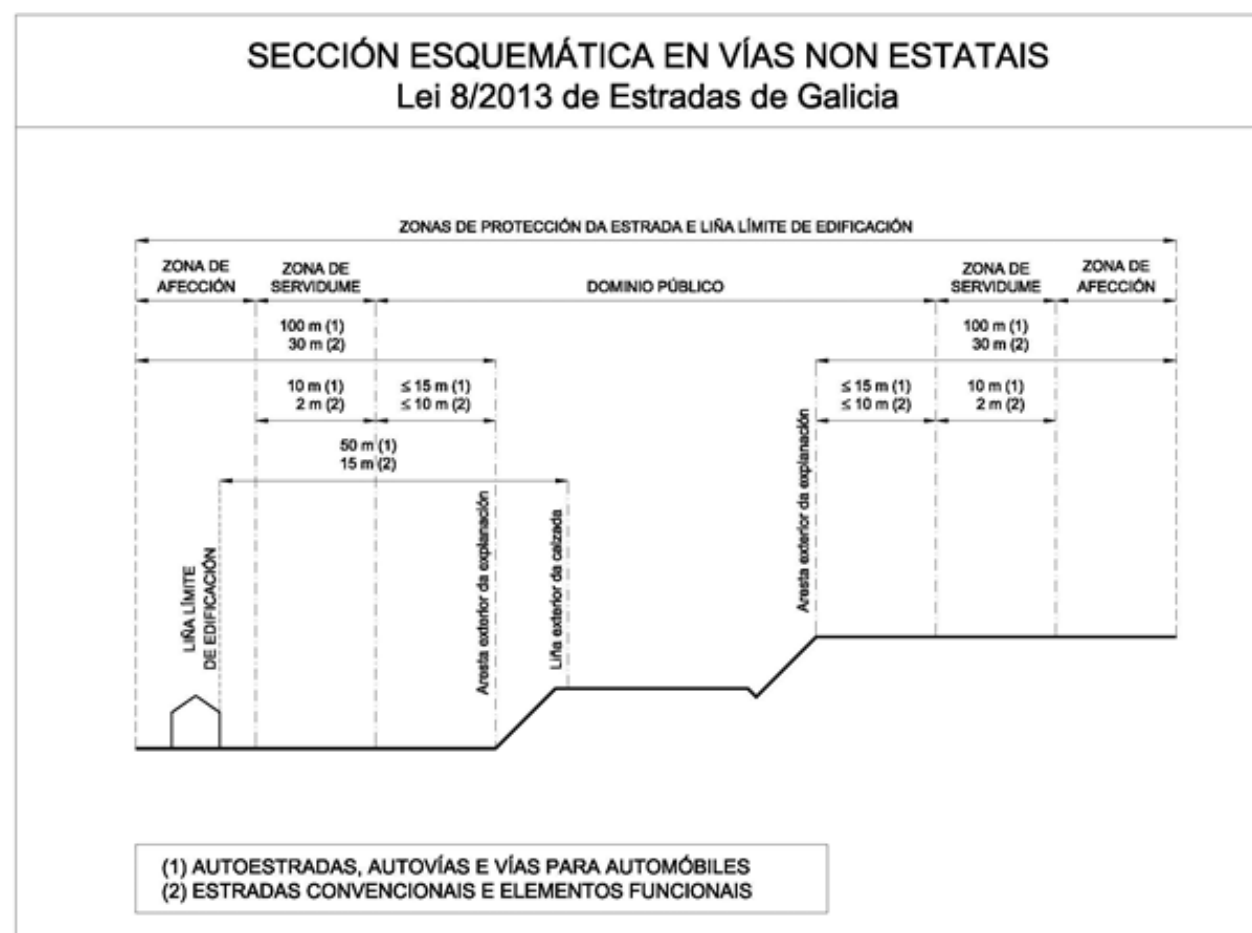 SECCIÓN ESQUEMÁTICA EN VÍAS NON ESTATAIS
Lei 8/2013 de Estradas de Galicia
ZONAS DE PROTECCIÓN DA ESTRADA E LIÑA LÍMITE DE EDIFICACIÓN
ZONA DE
AFECCIÓN
ZONA DE
SERVIDUME
DOMINIO PÚBLICO
ZONA DE
SERVIDUME
ZONA DE
AFECCIÓN
100 m (1)
30 m (2)
100 m (1)
30 m (2)
10 m (1)
2 m (2)
≤ 15 m (1)
≤ 10 m (2)
≤ 15 m (1)
≤ 10 m (2)
10 m (1)
2 m (2)
50 m (1)
15 m (2)
LIÑA LÍMITE
DE EDIFICACIÓN
Aresta exterior da explanación
Liña exterior da calzada
Aresta exterior da explanación
(1) AUTOESTRADAS, AUTOVÍAS E VÍAS PARA AUTOMÓBILES
(2) ESTRADAS CONVENCIONAIS E ELEMENTOS FUNCIONAIS